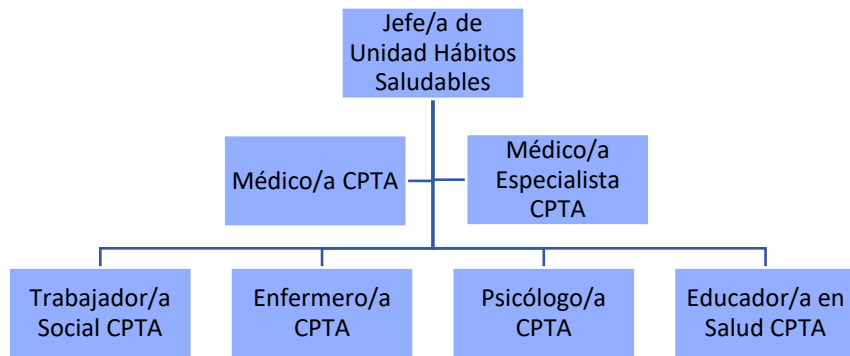 Jefe/a de
Unidad Hábitos
Saludables
Médico/a CPTA
Médico/a
Especialista
CPTA
Trabajador/a
Social CPTA
Enfermero/a
CPTA
Psicólogo/a
CPTA
Educador/a en
Salud CPTA